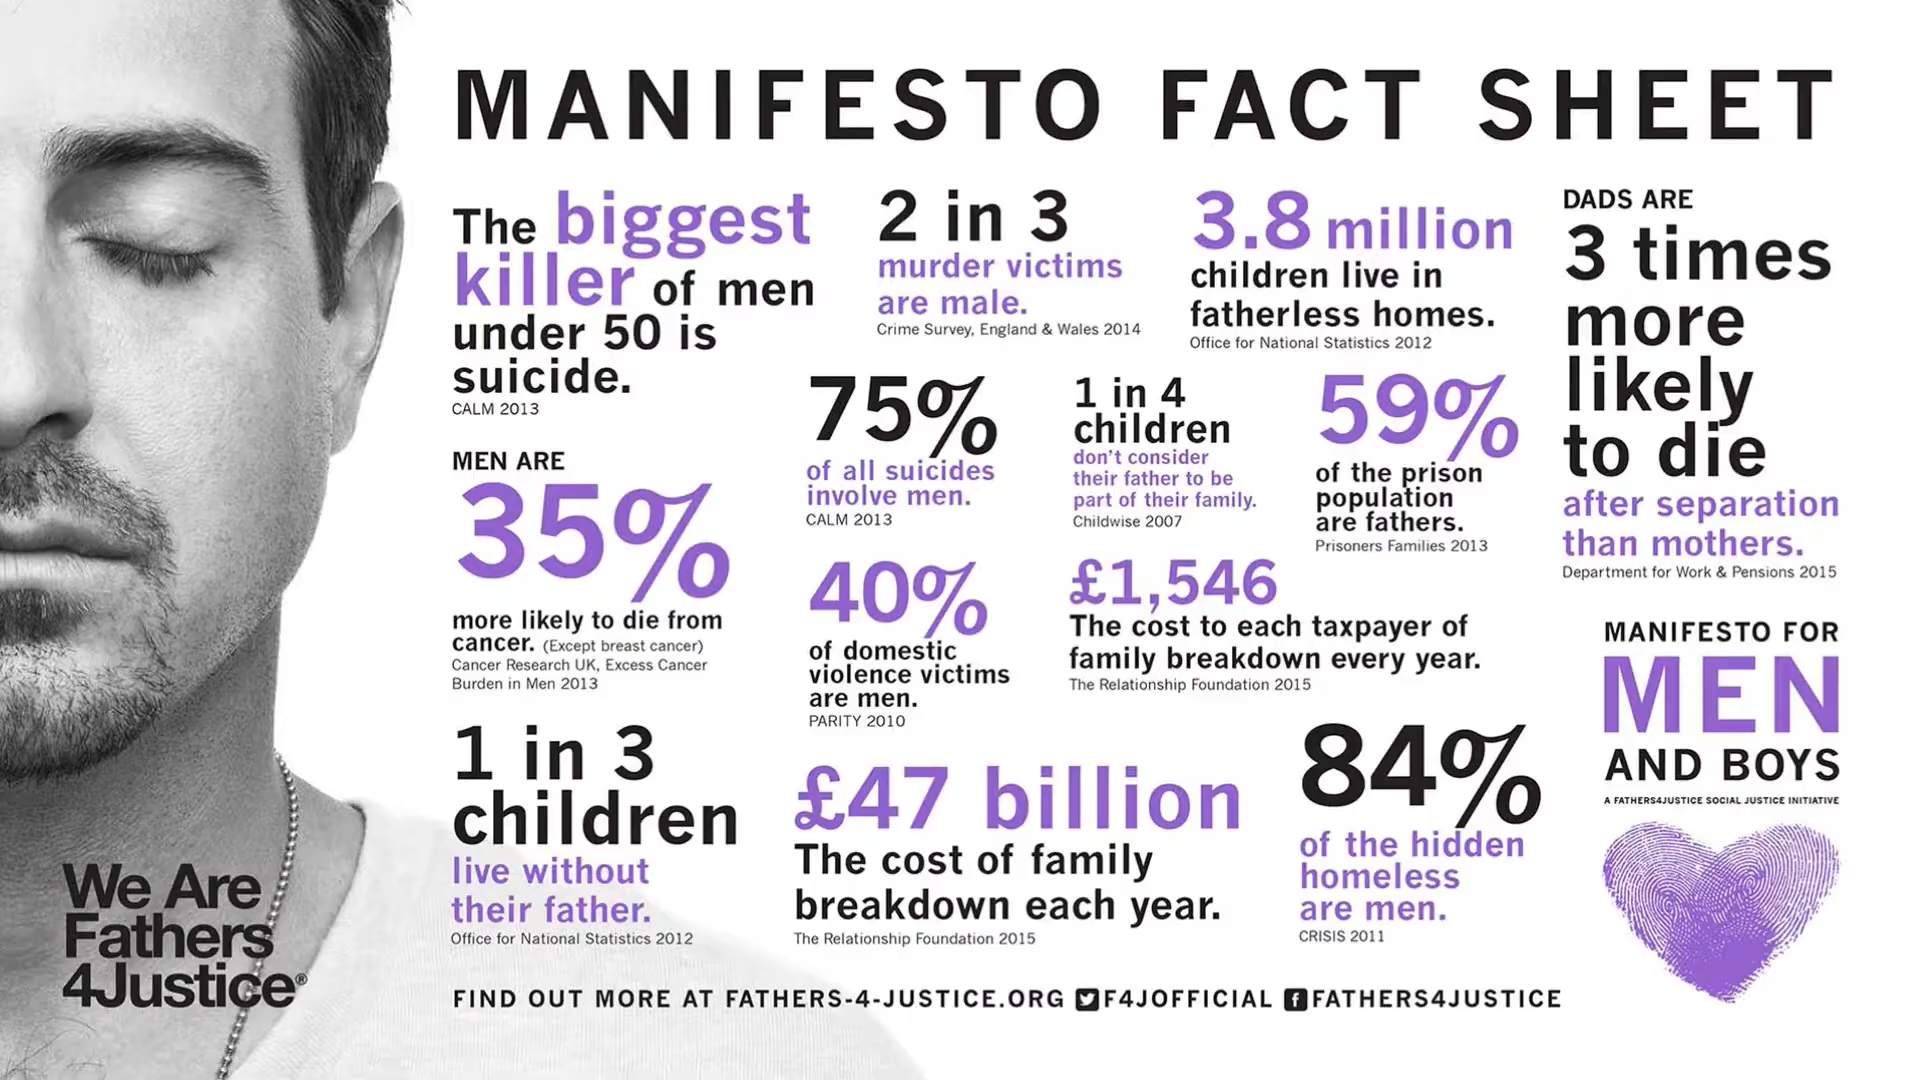 MANIFESTO FACT SHEET
The biggest
killer of men
under 50 is
suicide.
CALM 2013
2 in 3
murder victims
are male.
Crime Survey, England & Wales 2014
3.8 million
children live in
fatherless homes.
Office for National Statistics 2012
DADS ARE
3 times
more
likely
to die
after separation
than mothers.
Department for Work & Pensions 2015
MEN ARE
35%
more likely to die from
cancer. (Except breast cancer)
Cancer Research UK, Excess Cancer
Burden in Men 2013
75%
of all suicides
involve men.
CALM 2013
1 in 4
children
don't consider
their father to be
part of their family.
Childwise 2007
59%
of the prison
population
are fathers.
Prisoners Families 2013
40%
of domestic
violence victims
are men.
PARITY 2010
£1,546
The cost to each taxpayer of
family breakdown every year.
The Relationship Foundation 2015
1 in 3
children
live without
their father.
Office for National Statistics 2012
£47 billion
The cost of family
breakdown each year.
The Relationship Foundation 2015
84%
of the hidden
homeless
are men.
CRISIS 2011
MANIFESTO FOR
MEN
AND BOYS
A FATHERS4JUSTICE SOCIAL JUSTICE INITIATIVE
We Are
Fathers
4Justice®
FIND OUT MORE AT FATHERS-4-JUSTICE.ORG F4JOFFICIAL FATHERS4JUSTICE